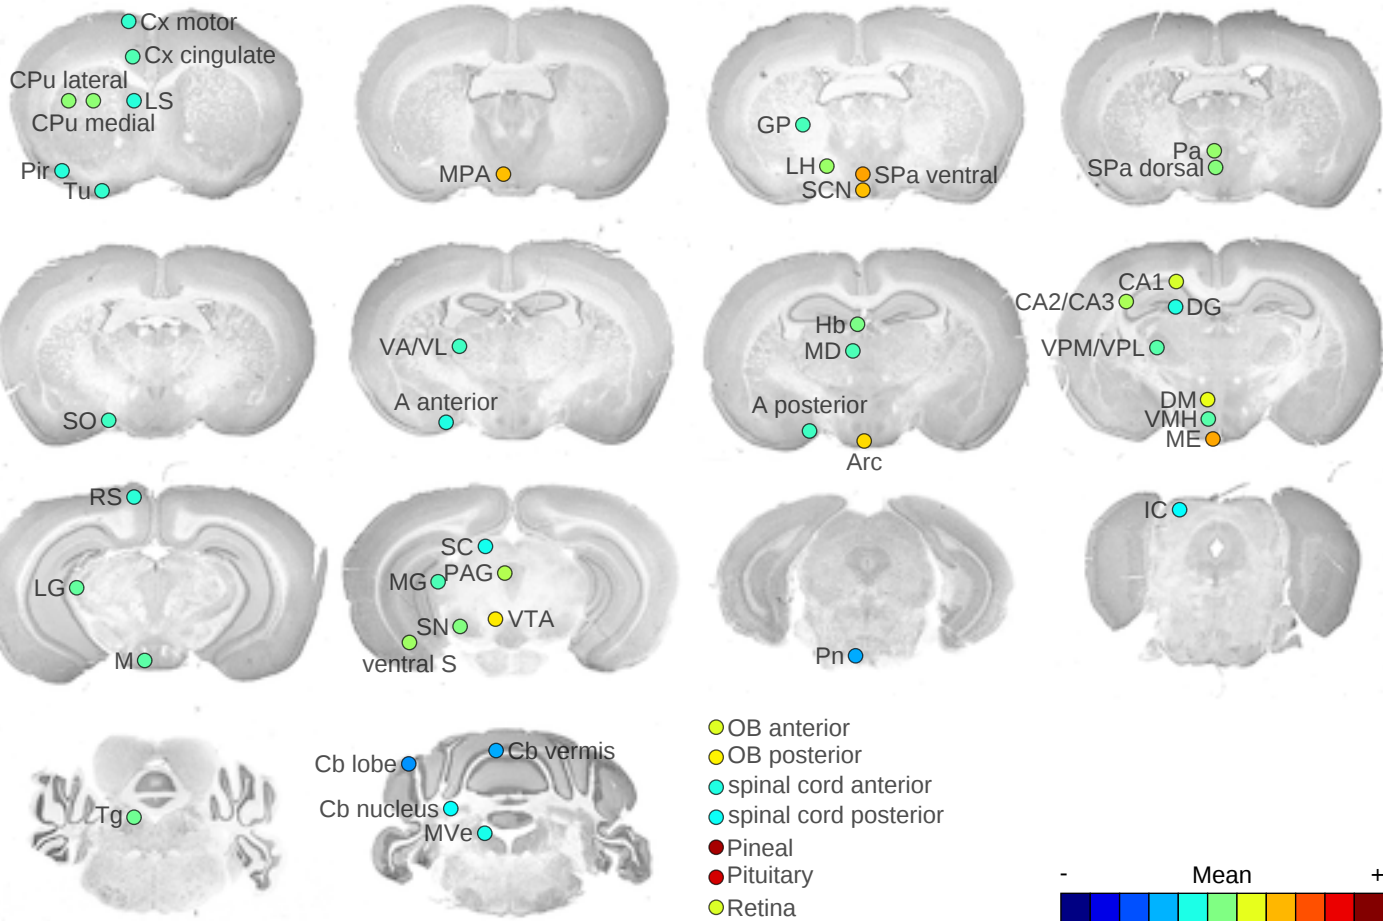 Cx motor
Cx cingulate
CPu lateral
LS
CPu medial
Pir
Tu
MPA
GP
LH
SPa ventral
SCN
Pa
SPa dorsal
SO
VA/VL
A anterior
Hb
MD
A posterior
Arc
CA1
CA2/CA3
DG
VPM/VPL
DM
VMH
ME
RS
LG
M
SC
MG
PAG
SN
VTA
ventral S
Pn
IC
Tg
Cb lobe
Cb vermis
Cb nucleus
MVe
OB anterior
OB posterior
spinal cord anterior
spinal cord posterior
Pineal
Pituitary
Retina
- Mean +